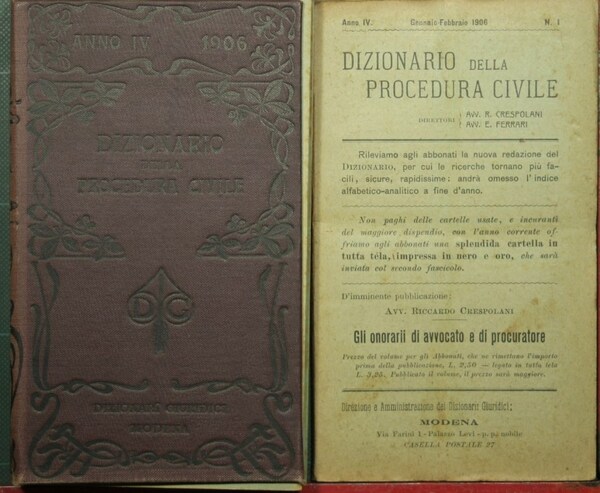 ANNO IV 1906
DIZIONARIO
DELLA
PROCEDURA CIVILE
DG
DIZIONARI GIURIDICI
MODENA
Anno IV. Gennaio-Febbraio 1906 N. 1
DIZIONARIO DELLA
PROCEDURA CIVILE
DIRETTORI { AVV. R. CRESPOLANI
AVV. E. FERRARI
Rileviamo agli abbonati la nuova redazione del
DIZIONARIO, per cui le ricerche tornano più fa-
cili, sicure, rapidissime: andrà omesso l'indice
alfabetico-analitico a fine d'anno.
Non paghi delle cartelle usate, e incuranti
del maggiore dispendio, con l'anno corrente of-
friamo agli abbonati una splendida cartella in
tutta téla, impressa in nero e oro, che sarà
inviata col secondo fascicolo.
D'imminente pubblicazione:
AVV. RICCARDO CRESPOLANI
Gli onorarii di avvocato e di procuratore
Prezzo del volume per gli Abbonati, che ne rimettono l'importo
prima della pubblicazione, L. 2,50 — legato in tutta tela
L. 3,25. Pubblicato il volume, il prezzo sarà maggiore.
Direzione e Amministrazione dei Dizionarii Giuridici:
MODENA
Via Farini 1 - Palazzo Levi - p. po nobile
CASELLA POSTALE 27